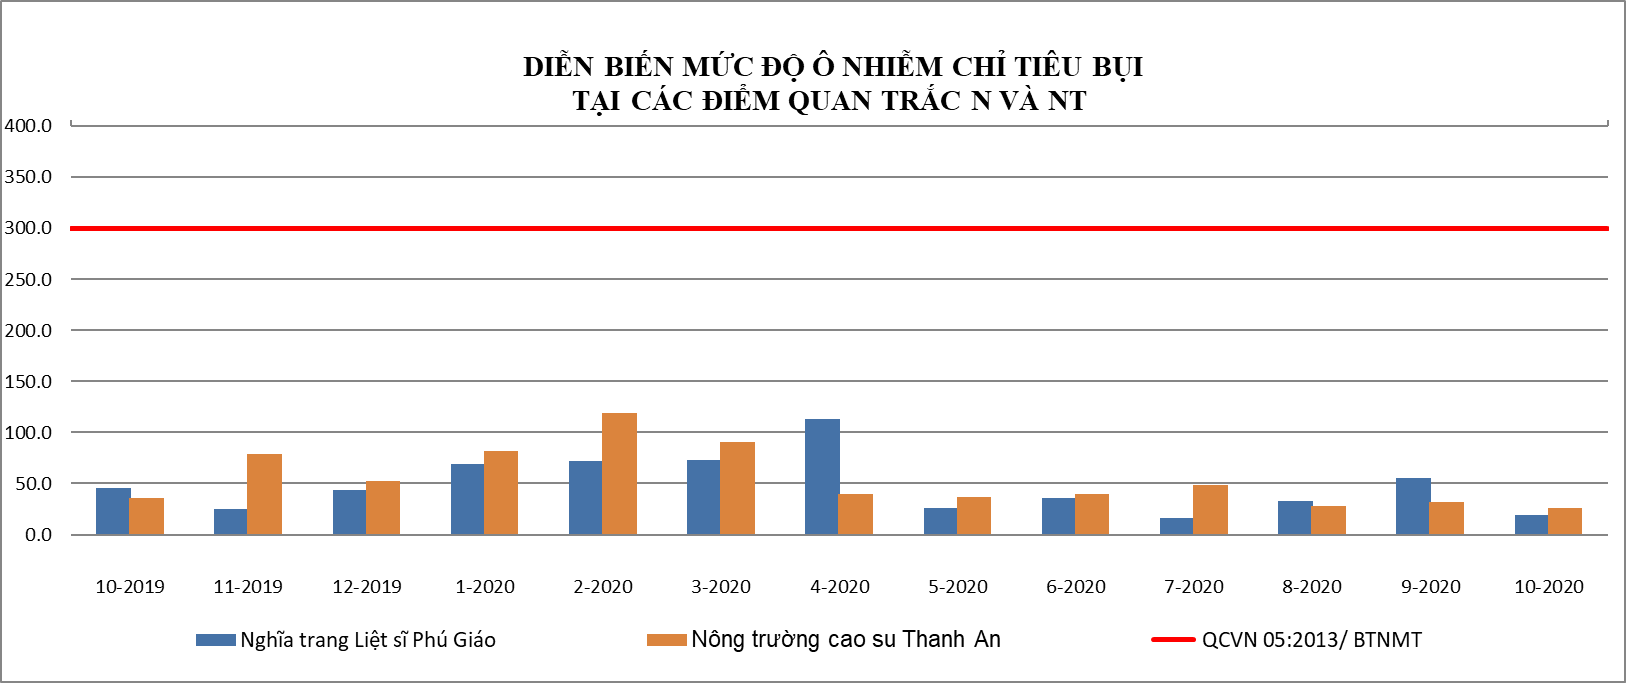 DIỄN BIẾN MỨC ĐỘ Ô NHIỄM CHỈ TIÊU BỤI
TẠI CÁC ĐIỂM QUAN TRẮC N VÀ NT
400.0
350.0
300.0
250.0
200.0
150.0
100.0
50.0
0.0
10-2019 11-2019 12-2019 1-2020 2-2020 3-2020 4-2020 5-2020 6-2020 7-2020 8-2020 9-2020 10-2020
Nghĩa trang Liệt sĩ Phú Giáo Nông trường cao su Thanh An QCVN 05:2013/ BTNMT